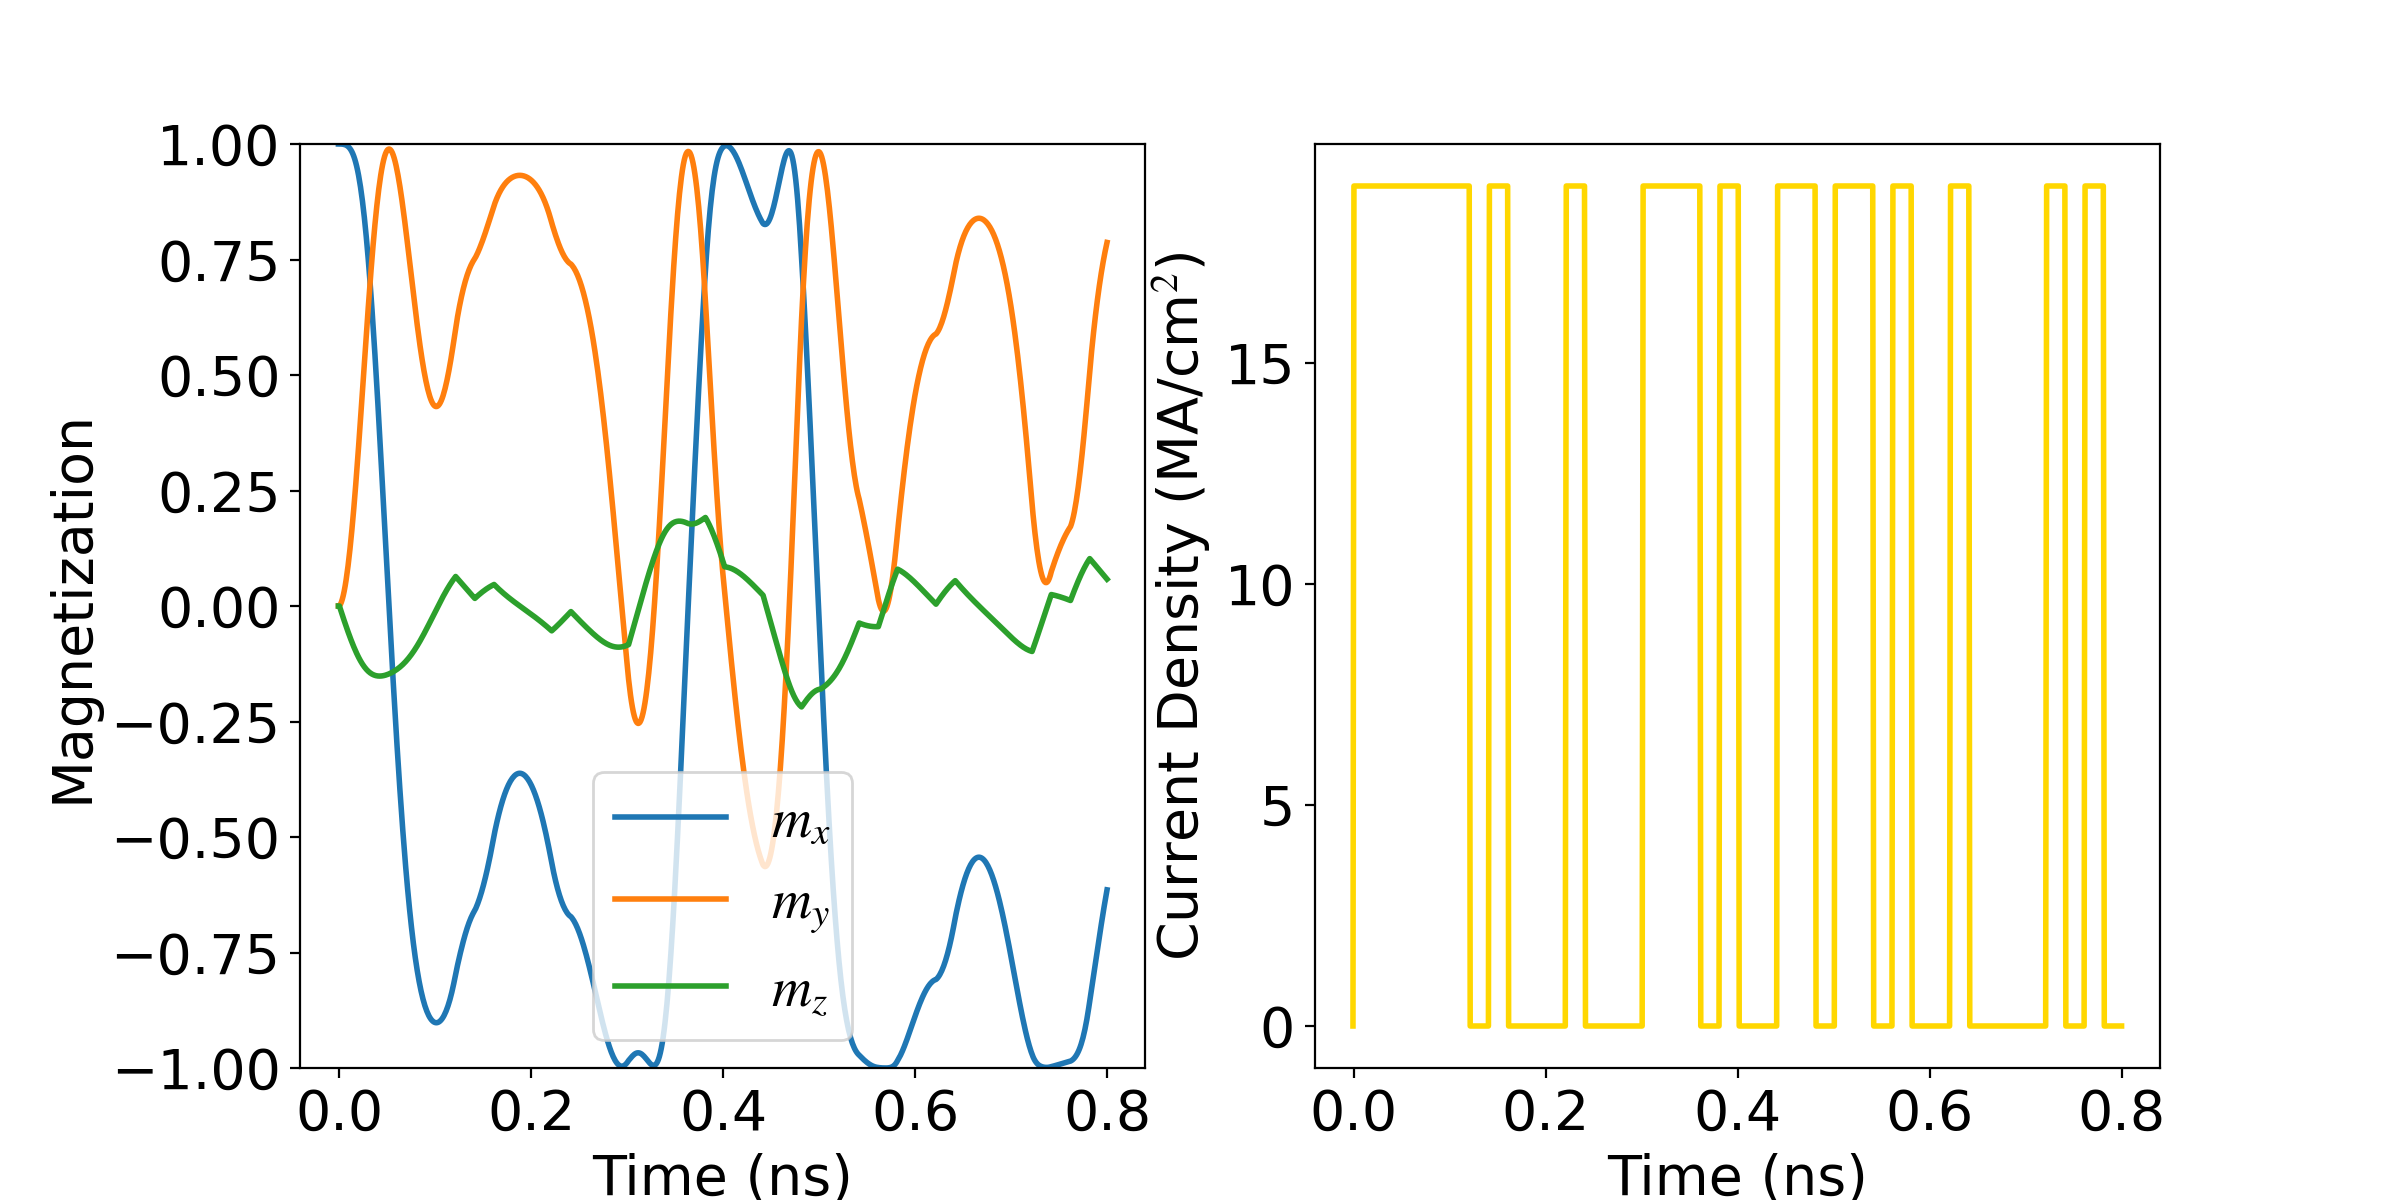 Magnetization
1.00
0.75
0.50
0.25
0.00
−0.25
−0.50
−0.75
−1.00
0.0 0.2 0.4 0.6 0.8
Time (ns)
m_x
m_y
m_z
Current Density (MA/cm²)
15
10
5
0
0.0 0.2 0.4 0.6 0.8
Time (ns)